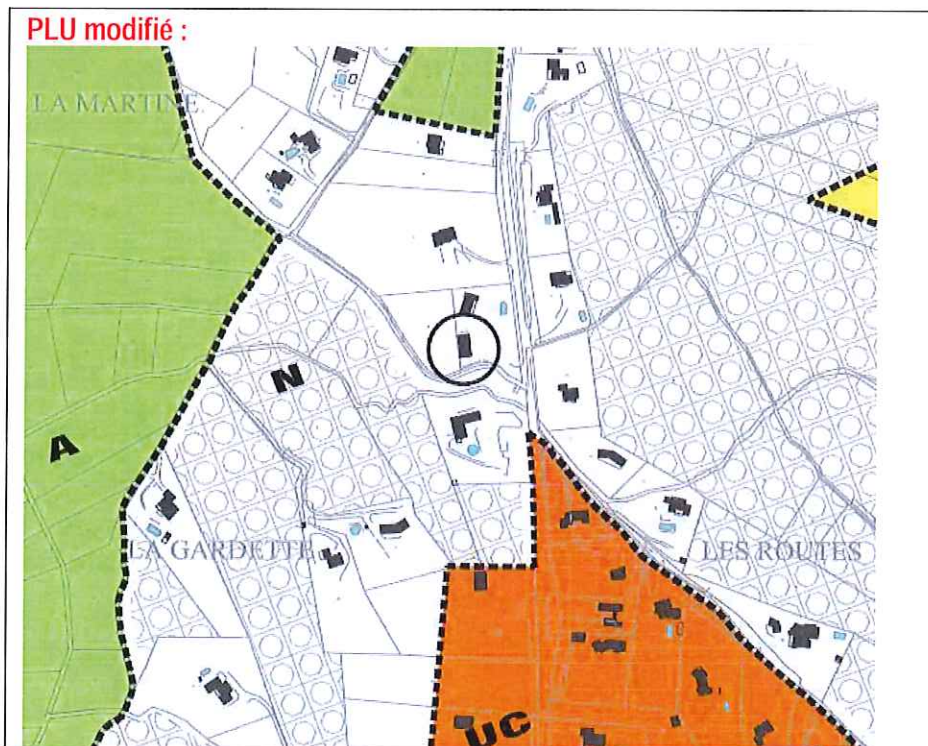 PLU modifié :
LA MARTINE
N
A
LA GARDETTE
LES ROUTES
UC